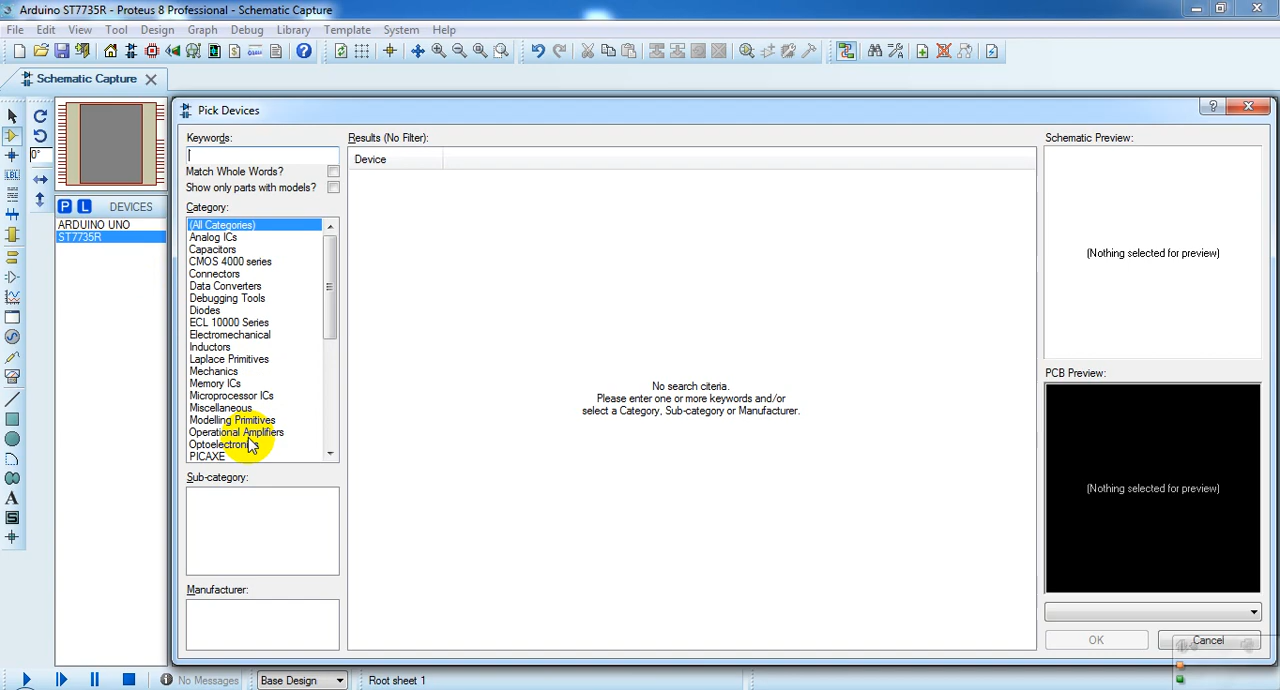 Arduino ST7735R - Proteus 8 Professional - Schematic Capture
File Edit View Tool Design Graph Debug Library Template System Help
Schematic Capture
Pick Devices
Keywords:
Match Whole Words?
Show only parts with models?
Category:
(All Categories)
Analog ICs
Capacitors
CMOS 4000 series
Connectors
Data Converters
Debugging Tools
Diodes
ECL 10000 Series
Electromechanical
Inductors
Laplace Primitives
Mechanics
Memory ICs
Microprocessor ICs
Miscellaneous
Modelling Primitives
Operational Amplifiers
Optoelectronics
PICAXE
Sub-category:
Manufacturer:
Results (No Filter):
Device
No search citeria.
Please enter one or more keywords and/or
select a Category, Sub-category or Manufacturer.
Schematic Preview:
(Nothing selected for preview)
PCB Preview:
(Nothing selected for preview)
OK Cancel
0°
LBL
P L DEVICES
ARDUINO UNO
ST7735R
A
S
No Messages Base Design Root sheet 1